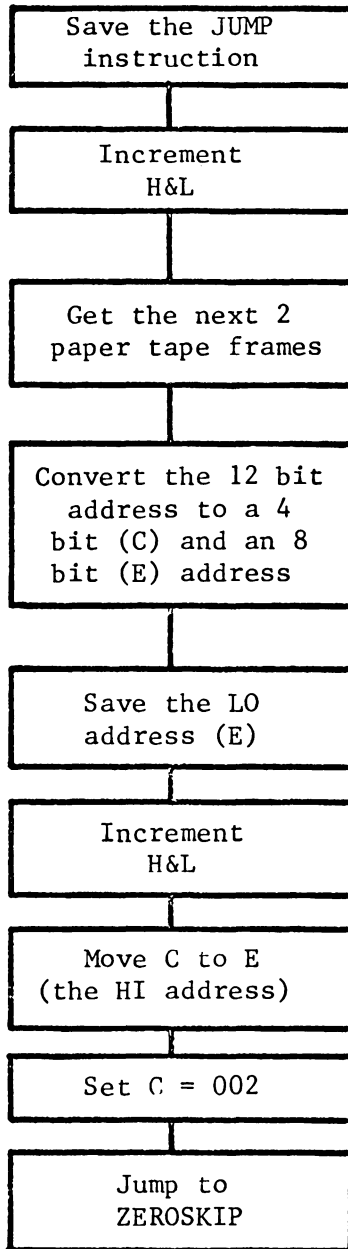 Save the JUMP
instruction
Increment
H&L
Get the next 2
paper tape frames
Convert the 12 bit
address to a 4
bit (C) and an 8
bit (E) address
Save the LO
address (E)
Increment
H&L
Move C to E
(the HI address)
Set C = 002
Jump to
ZEROSKIP